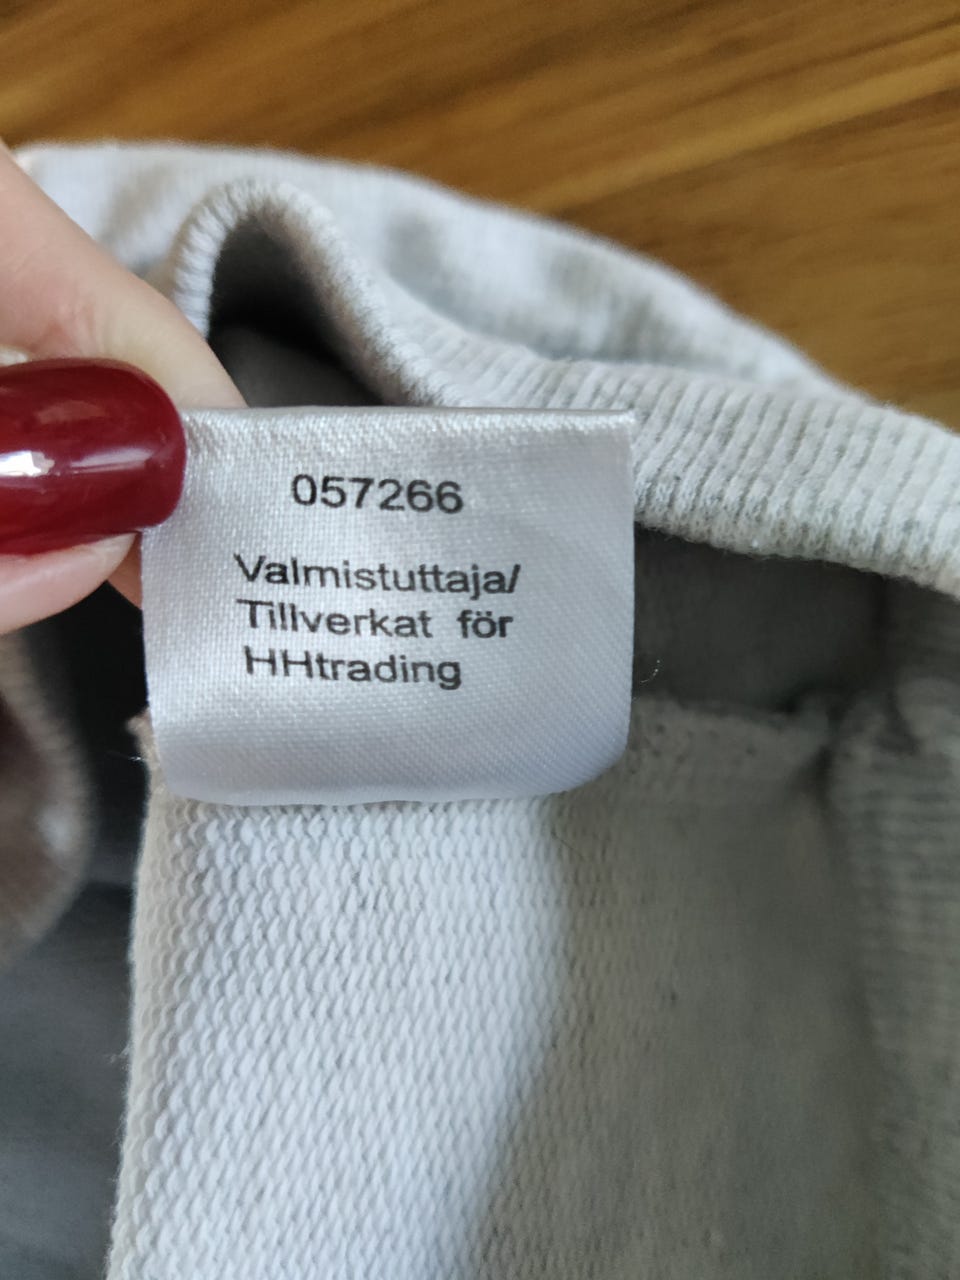 057266
Valmistuttaja/
Tillverkat för
HHtrading